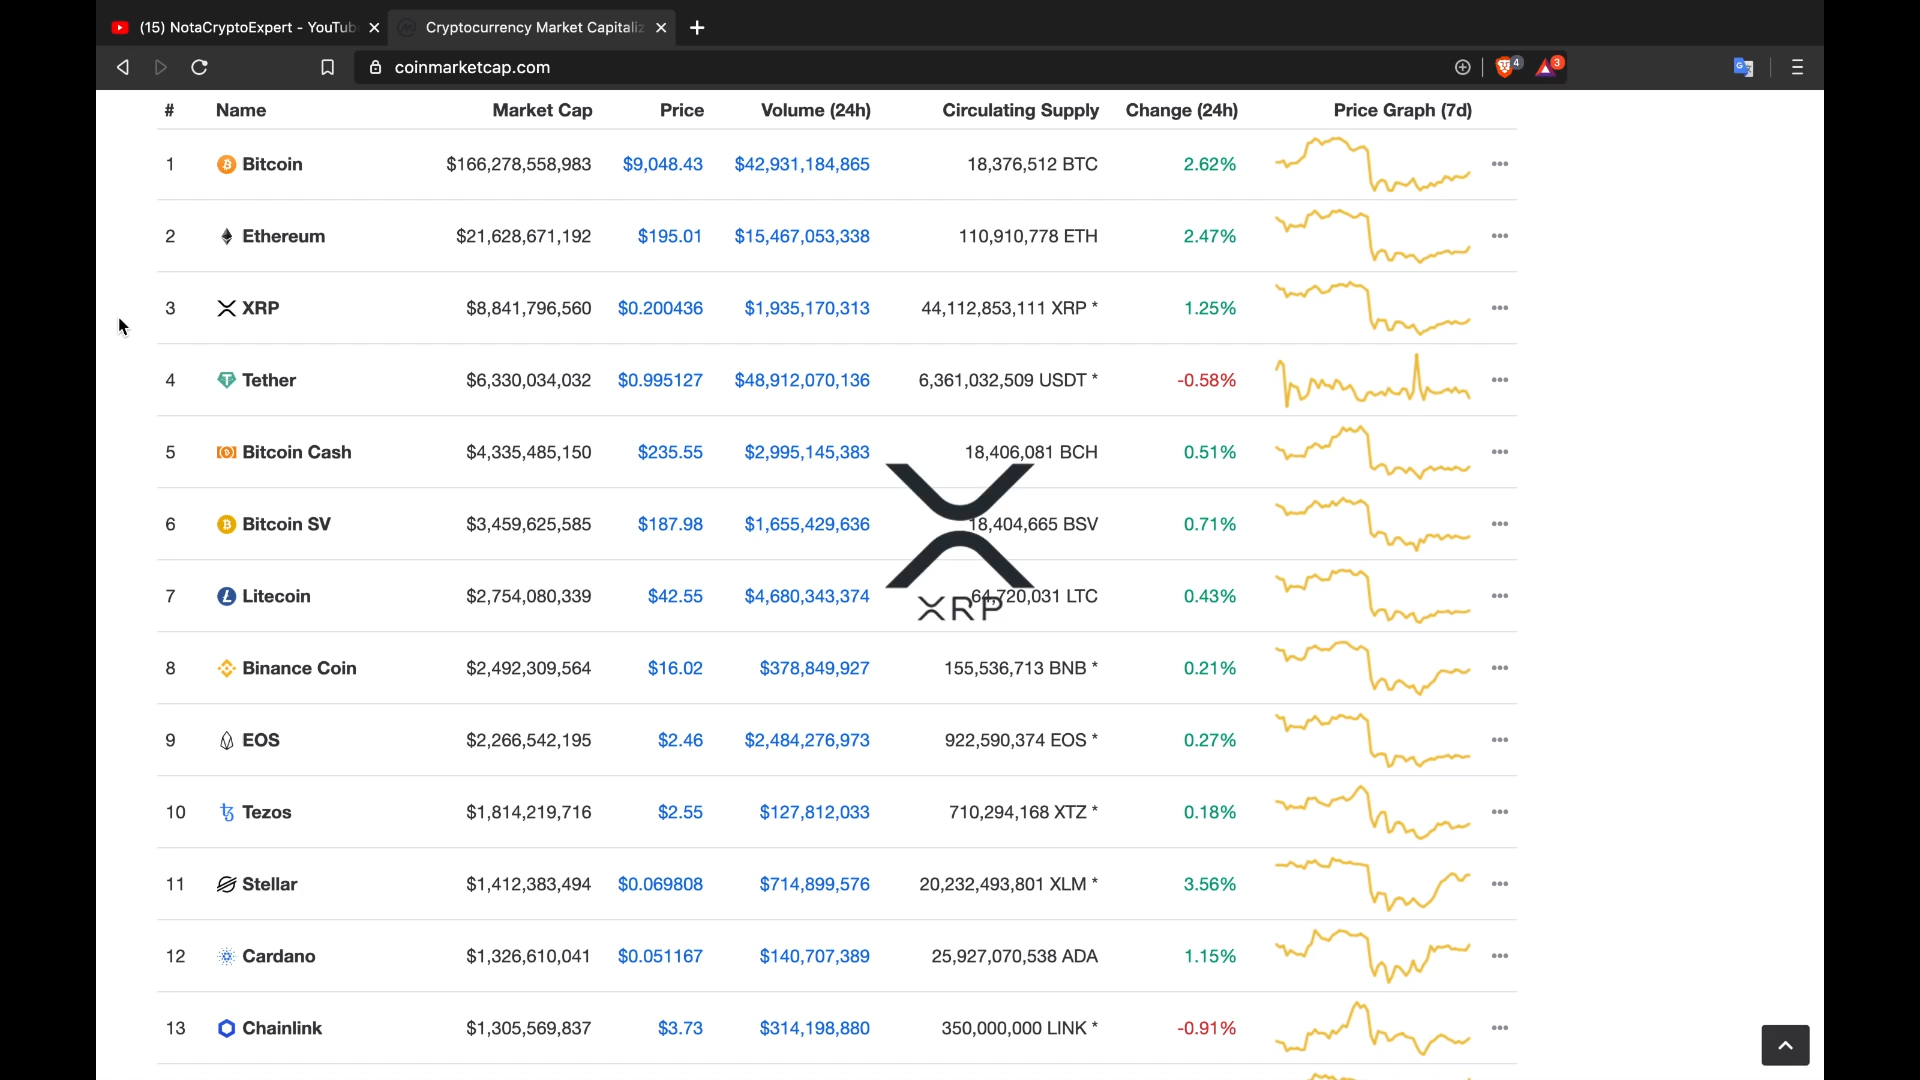 (15) NotaCryptoExpert - YouTub
Cryptocurrency Market Capitaliz
coinmarketcap.com
4
3
# Name Market Cap Price Volume (24h) Circulating Supply Change (24h) Price Graph (7d)
1 Bitcoin $166,278,558,983 $9,048.43 $42,931,184,865 18,376,512 BTC 2.62%
2 Ethereum $21,628,671,192 $195.01 $15,467,053,338 110,910,778 ETH 2.47%
3 XRP $8,841,796,560 $0.200436 $1,935,170,313 44,112,853,111 XRP * 1.25%
4 Tether $6,330,034,032 $0.995127 $48,912,070,136 6,361,032,509 USDT * -0.58%
5 Bitcoin Cash $4,335,485,150 $235.55 $2,995,145,383 18,406,081 BCH 0.51%
6 Bitcoin SV $3,459,625,585 $187.98 $1,655,429,636 18,404,665 BSV 0.71%
7 Litecoin $2,754,080,339 $42.55 $4,680,343,374 64,720,031 LTC 0.43%
XRP
8 Binance Coin $2,492,309,564 $16.02 $378,849,927 155,536,713 BNB * 0.21%
9 EOS $2,266,542,195 $2.46 $2,484,276,973 922,590,374 EOS * 0.27%
10 Tezos $1,814,219,716 $2.55 $127,812,033 710,294,168 XTZ * 0.18%
11 Stellar $1,412,383,494 $0.069808 $714,899,576 20,232,493,801 XLM * 3.56%
12 Cardano $1,326,610,041 $0.051167 $140,707,389 25,927,070,538 ADA 1.15%
13 Chainlink $1,305,569,837 $3.73 $314,198,880 350,000,000 LINK * -0.91%